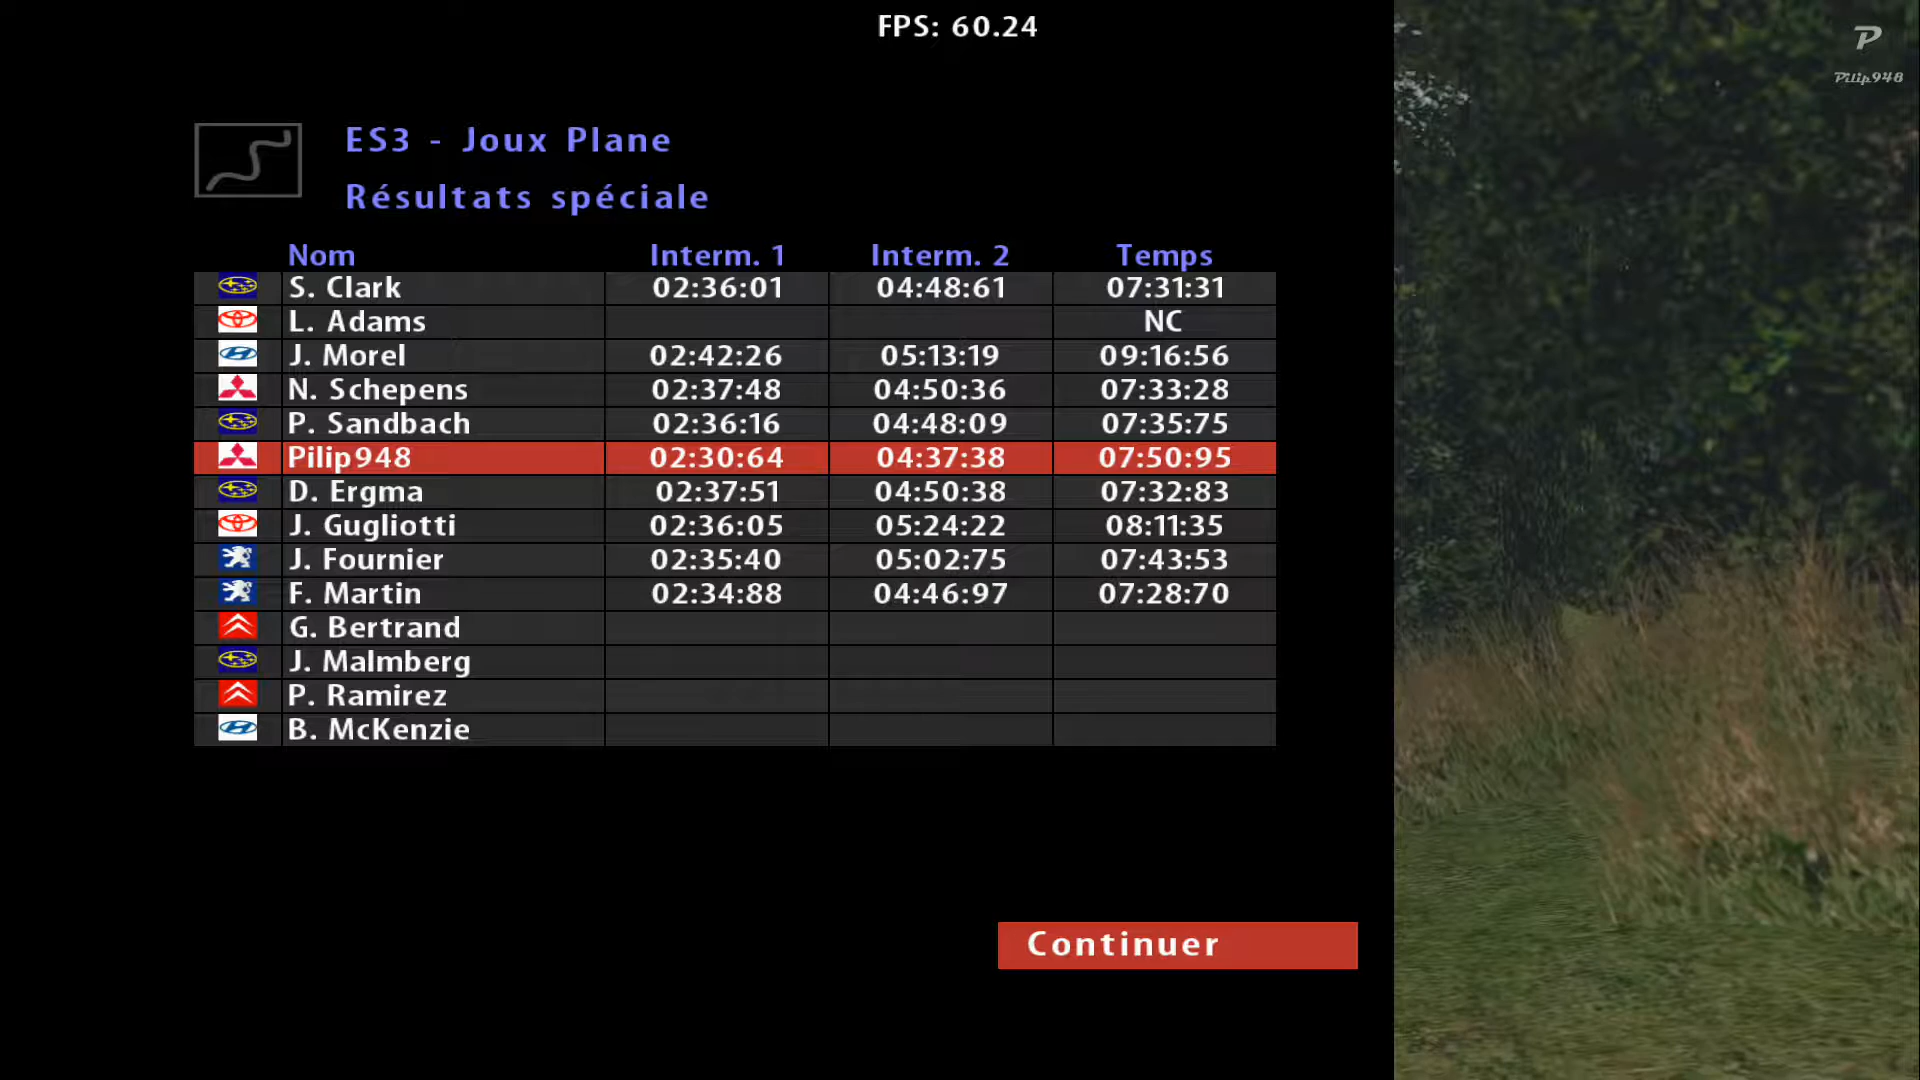 FPS: 60.24
Pilip948
ES3 - Joux Plane
Résultats spéciale
Nom Interm. 1 Interm. 2 Temps
S. Clark 02:36:01 04:48:61 07:31:31
L. Adams NC
J. Morel 02:42:26 05:13:19 09:16:56
N. Schepens 02:37:48 04:50:36 07:33:28
P. Sandbach 02:36:16 04:48:09 07:35:75
Pilip948 02:30:64 04:37:38 07:50:95
D. Ergma 02:37:51 04:50:38 07:32:83
J. Gugliotti 02:36:05 05:24:22 08:11:35
J. Fournier 02:35:40 05:02:75 07:43:53
F. Martin 02:34:88 04:46:97 07:28:70
G. Bertrand
J. Malmberg
P. Ramirez
B. McKenzie
Continuer